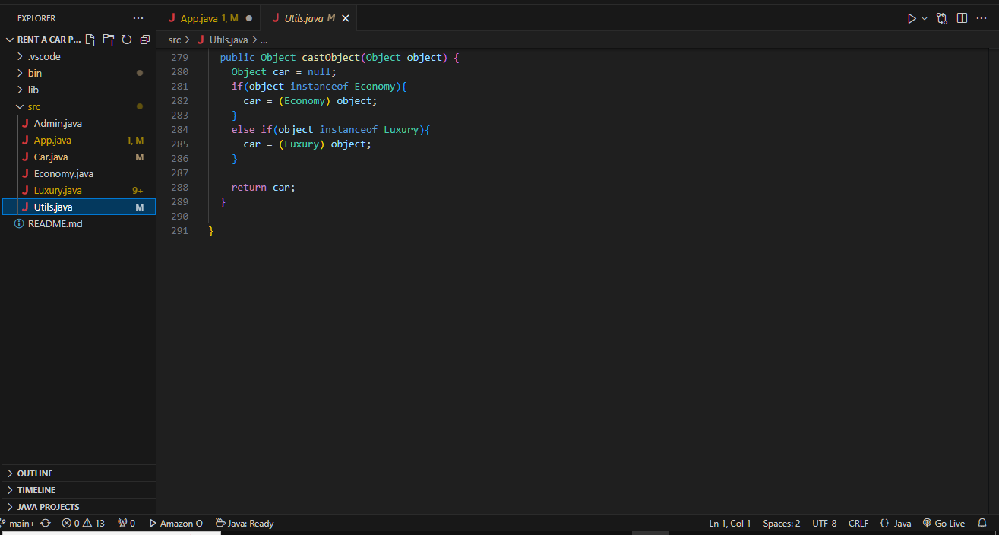 EXPLORER
RENT A CAR P...
.vscode
bin
lib
src
Admin.java
App.java 1, M
Car.java M
Economy.java
Luxury.java 9+
Utils.java M
README.md
OUTLINE
TIMELINE
JAVA PROJECTS
App.java 1, M
Utils.java M
src > Utils.java > ...
279 public Object castObject(Object object) {
280 Object car = null;
281 if(object instanceof Economy){
282 car = (Economy) object;
283 }
284 else if(object instanceof Luxury){
285 car = (Luxury) object;
286 }
287
288 return car;
289 }
290
291 }
main+ 0 13 0 Amazon Q Java: Ready Ln 1, Col 1 Spaces: 2 UTF-8 CRLF {} Java Go Live